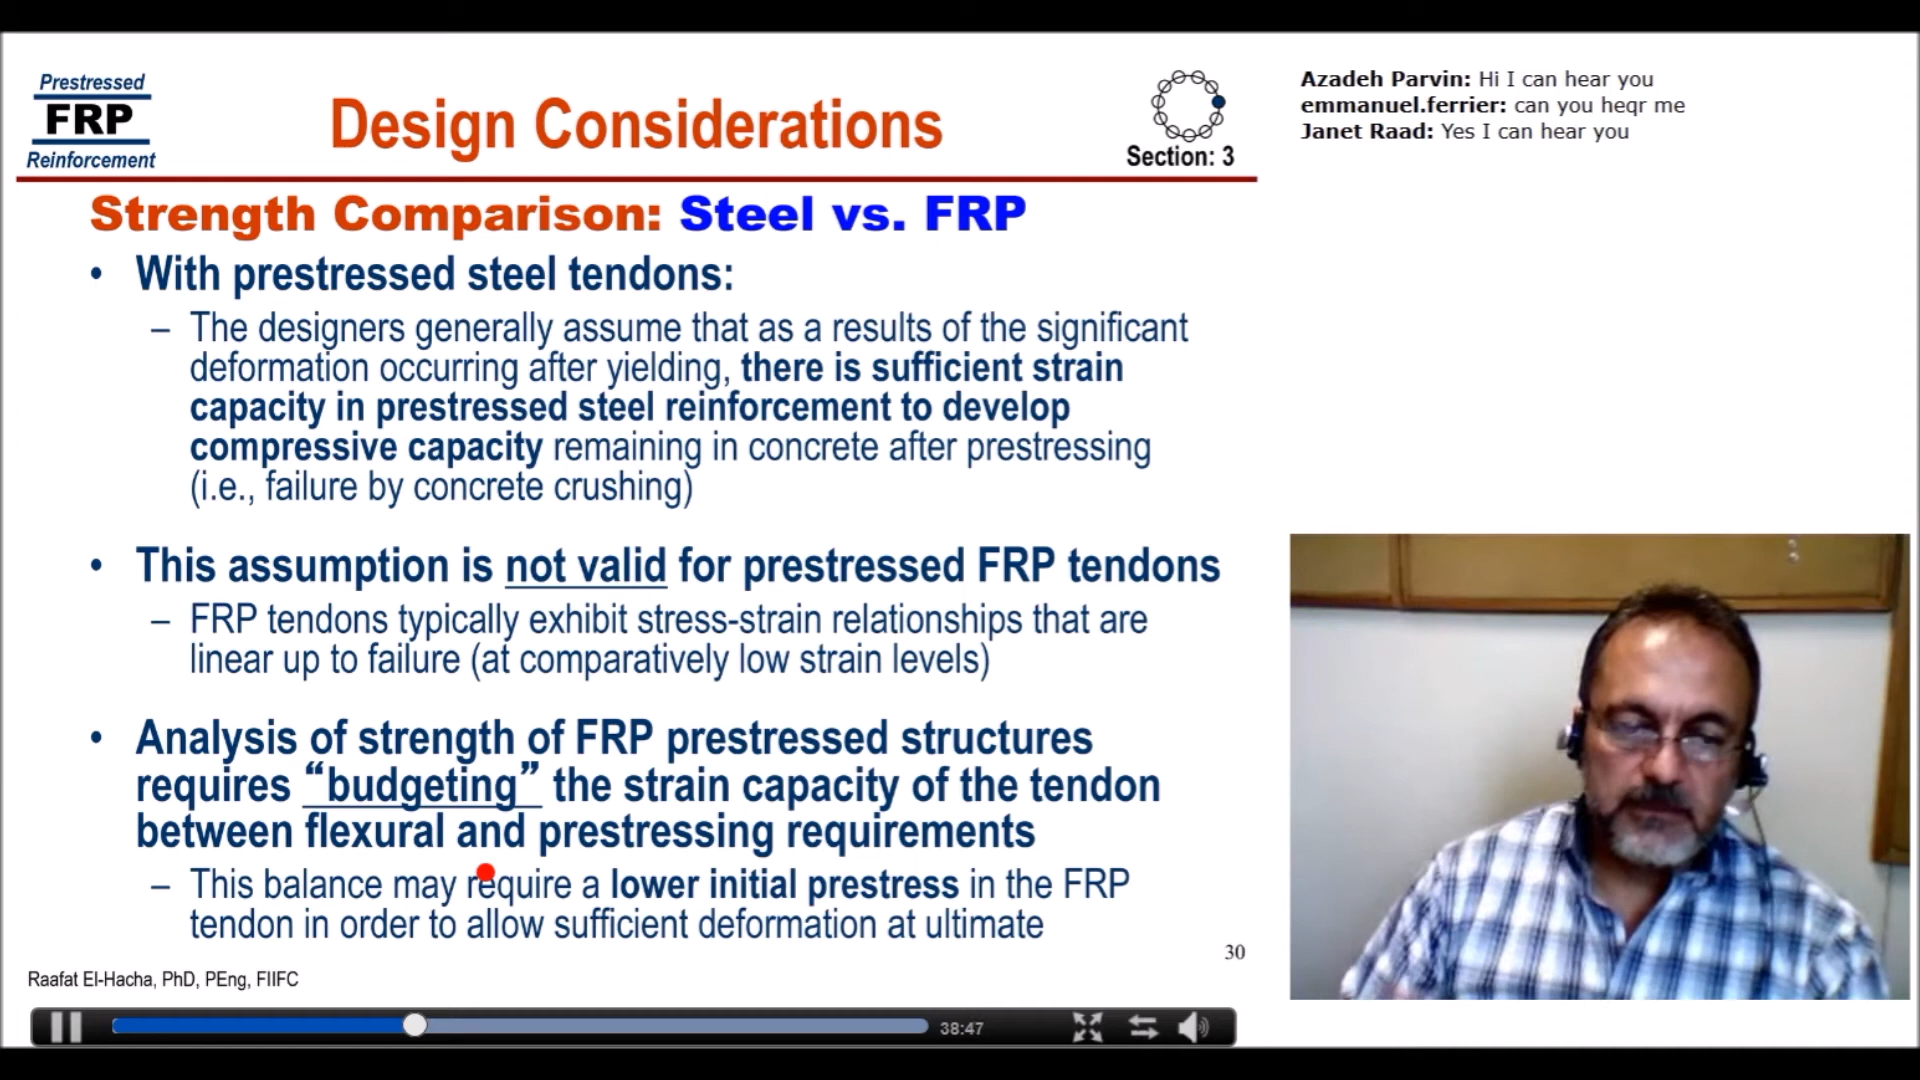 Prestressed
FRP
Reinforcement
Design Considerations
Section: 3
Strength Comparison: Steel vs. FRP
• With prestressed steel tendons:
– The designers generally assume that as a results of the significant
deformation occurring after yielding, there is sufficient strain
capacity in prestressed steel reinforcement to develop
compressive capacity remaining in concrete after prestressing
(i.e., failure by concrete crushing)
• This assumption is not valid for prestressed FRP tendons
– FRP tendons typically exhibit stress-strain relationships that are
linear up to failure (at comparatively low strain levels)
• Analysis of strength of FRP prestressed structures
requires “budgeting” the strain capacity of the tendon
between flexural and prestressing requirements
– This balance may require a lower initial prestress in the FRP
tendon in order to allow sufficient deformation at ultimate
30
Raafat El-Hacha, PhD, PEng, FIIFC
38:47
Azadeh Parvin: Hi I can hear you
emmanuel.ferrier: can you heqr me
Janet Raad: Yes I can hear you